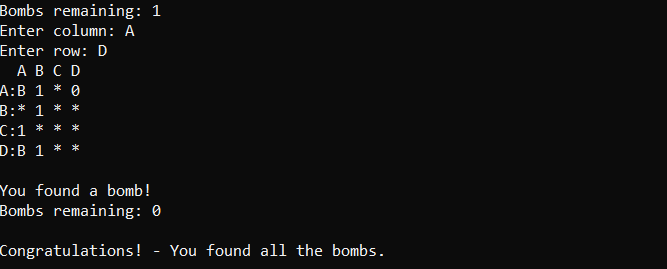 Bombs remaining: 1
Enter column: A
Enter row: D
  A B C D
A:B 1 * 0
B:* 1 * *
C:1 * * *
D:B 1 * *

You found a bomb!
Bombs remaining: 0

Congratulations! - You found all the bombs.